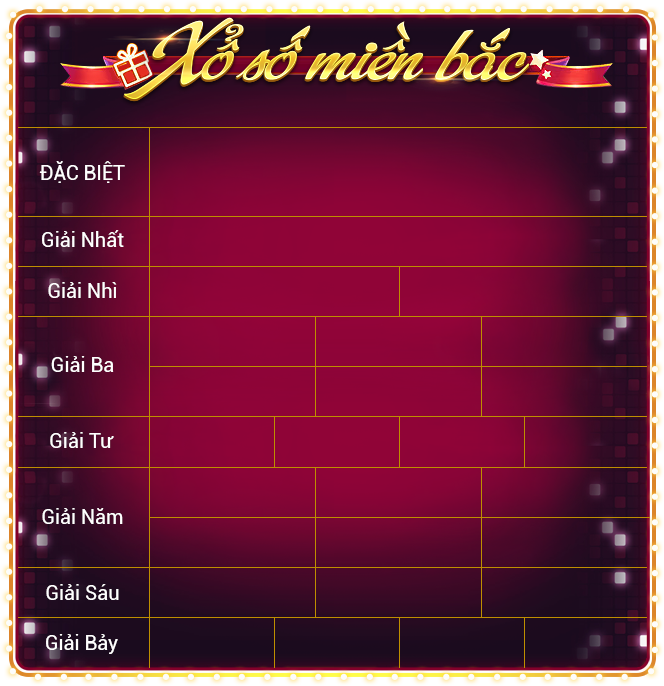 Xổ số miền bắc
ĐẶC BIỆT
Giải Nhất
Giải Nhì
Giải Ba
Giải Tư
Giải Năm
Giải Sáu
Giải Bảy